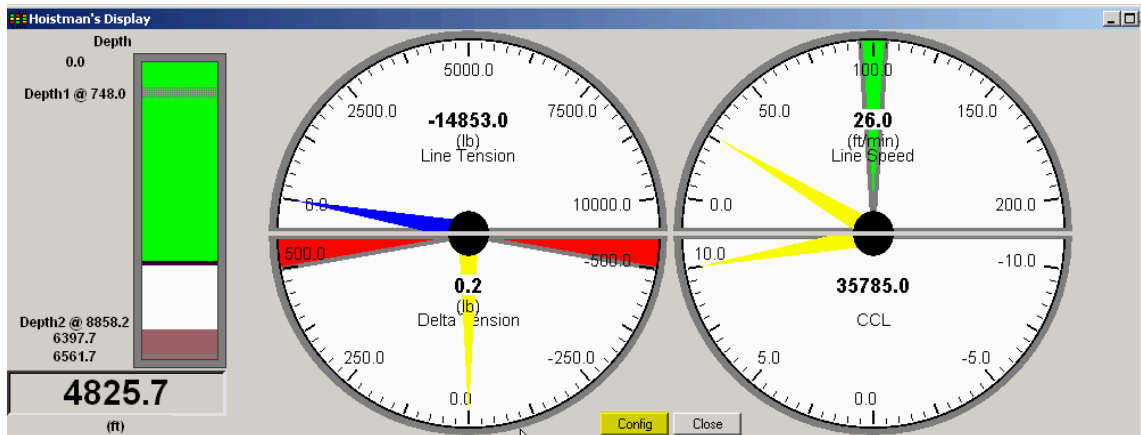 Hoistman's Display
Depth
0.0
Depth1 @ 748.0
Depth2 @ 8858.2
6397.7
6561.7
4825.7
(ft)
5000.0
2500.0
7500.0
-14853.0
(lb)
Line Tension
0.0
10000.0
500.0
-500.0
0.2
(lb)
Delta Tension
250.0
-250.0
0.0
100.0
50.0
150.0
26.0
(ft/min)
Line Speed
0.0
200.0
10.0
-10.0
35785.0
CCL
5.0
-5.0
0.0
Config
Close